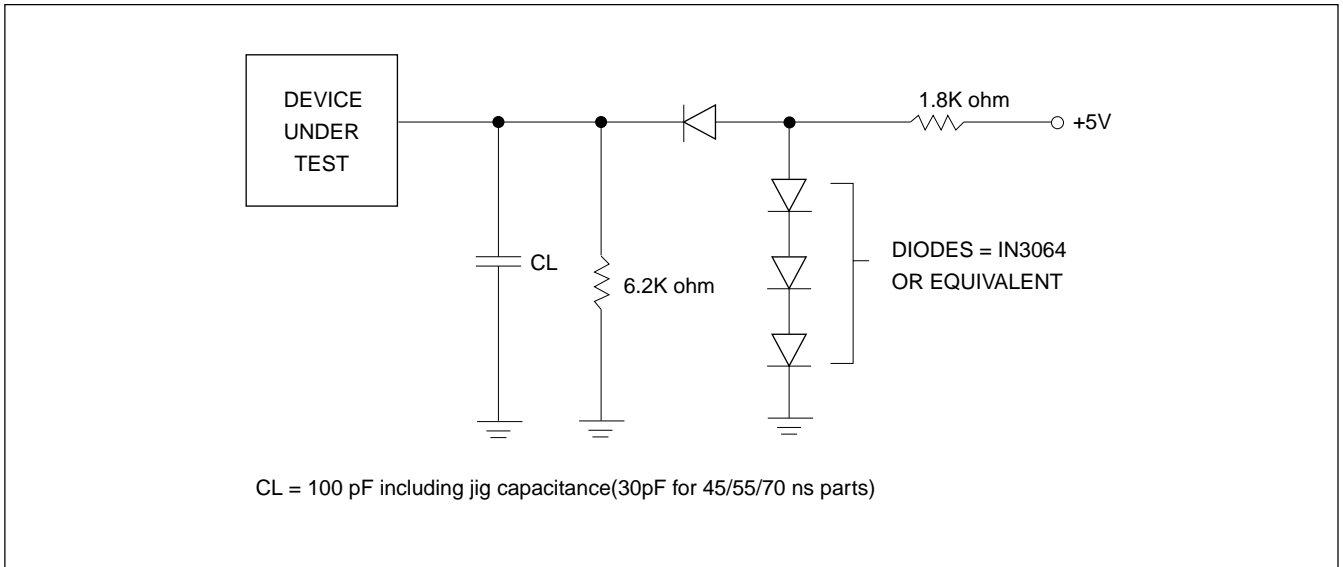 DEVICE
UNDER
TEST
1.8K ohm
+5V
CL
6.2K ohm
DIODES = IN3064
OR EQUIVALENT
CL = 100 pF including jig capacitance(30pF for 45/55/70 ns parts)